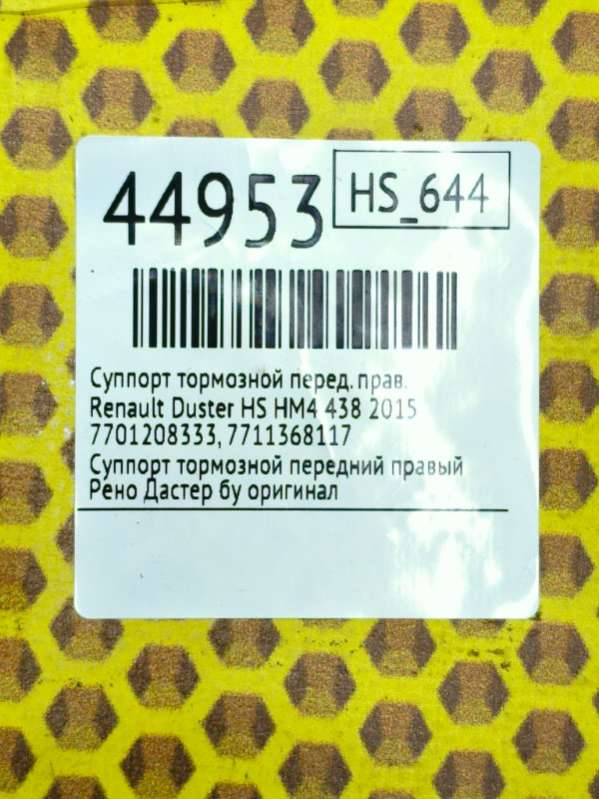 44953
HS_644
Суппорт тормозной перед. прав.
Renault Duster HS HM4 438 2015
7701208333, 7711368117
Суппорт тормозной передний правый
Рено Дастер бу оригинал